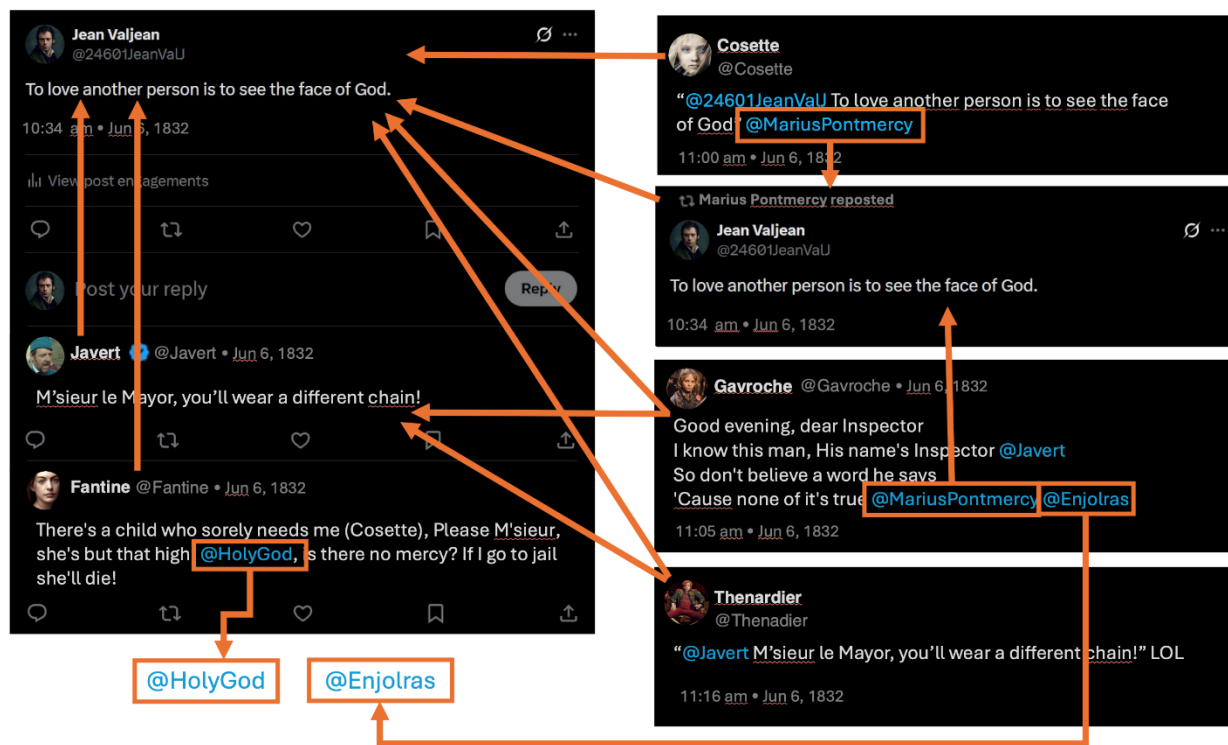 Jean Valjean
@24601JeanValJ
To love another person is to see the face of God.
10:34 am • Jun 6, 1832
View post engagements
Post your reply
Reply
Javert @Javert • Jun 6, 1832
M'sieur le Mayor, you'll wear a different chain!
Fantine @Fantine • Jun 6, 1832
There's a child who sorely needs me (Cosette), Please M'sieur,
she's but that high @HolyGod, is there no mercy? If I go to jail
she'll die!
@HolyGod
@Enjolras
Cosette
@Cosette
“@24601JeanValJ To love another person is to see the face
of God” @MariusPontmercy
11:00 am • Jun 6, 1832
Marius Pontmercy reposted
Jean Valjean
@24601JeanValJ
To love another person is to see the face of God.
10:34 am • Jun 6, 1832
Gavroche @Gavroche • Jun 6, 1832
Good evening, dear Inspector
I know this man, His name's Inspector @Javert
So don't believe a word he says
'Cause none of it's true @MariusPontmercy @Enjolras
11:05 am • Jun 6, 1832
Thenardier
@Thenadier
“@Javert M'sieur le Mayor, you'll wear a different chain!” LOL
11:16 am • Jun 6, 1832